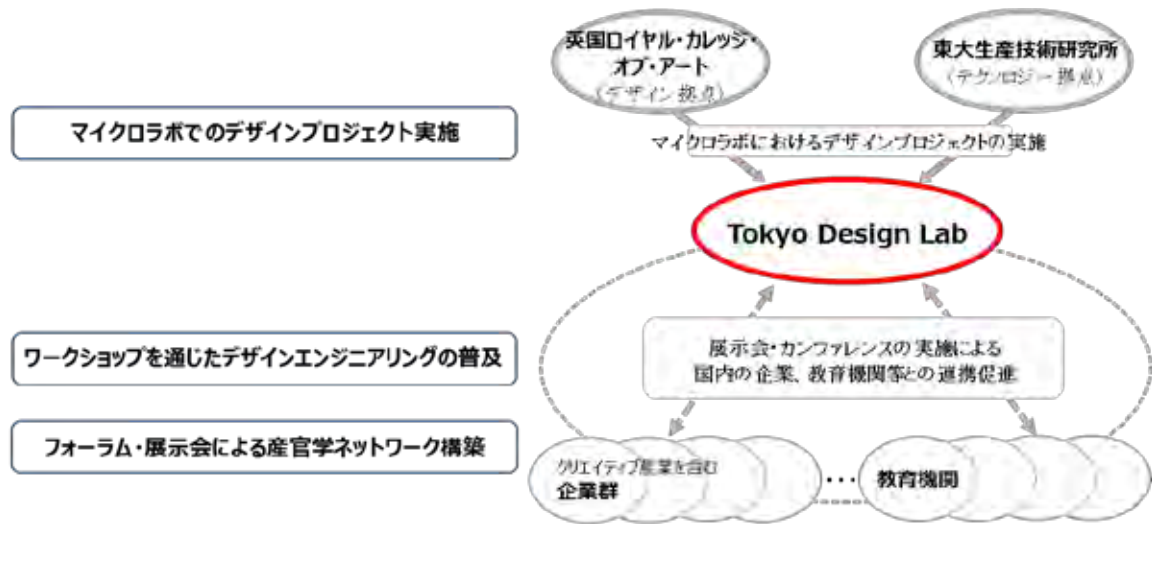 英国ロイヤル・カレッジ・
オブ・アート
(デザイン拠点)
東大生産技術研究所
(テクノロジー拠点)
マイクロラボでのデザインプロジェクト実施
マイクロラボにおけるデザインプロジェクトの実施
Tokyo Design Lab
ワークショップを通じたデザインエンジニアリングの普及
展示会・カンファレンスの実施による
国内の企業、教育機関等との連携促進
フォーラム・展示会による産官学ネットワーク構築
クリエイティブ産業を含む
企業群
・・・
教育機関